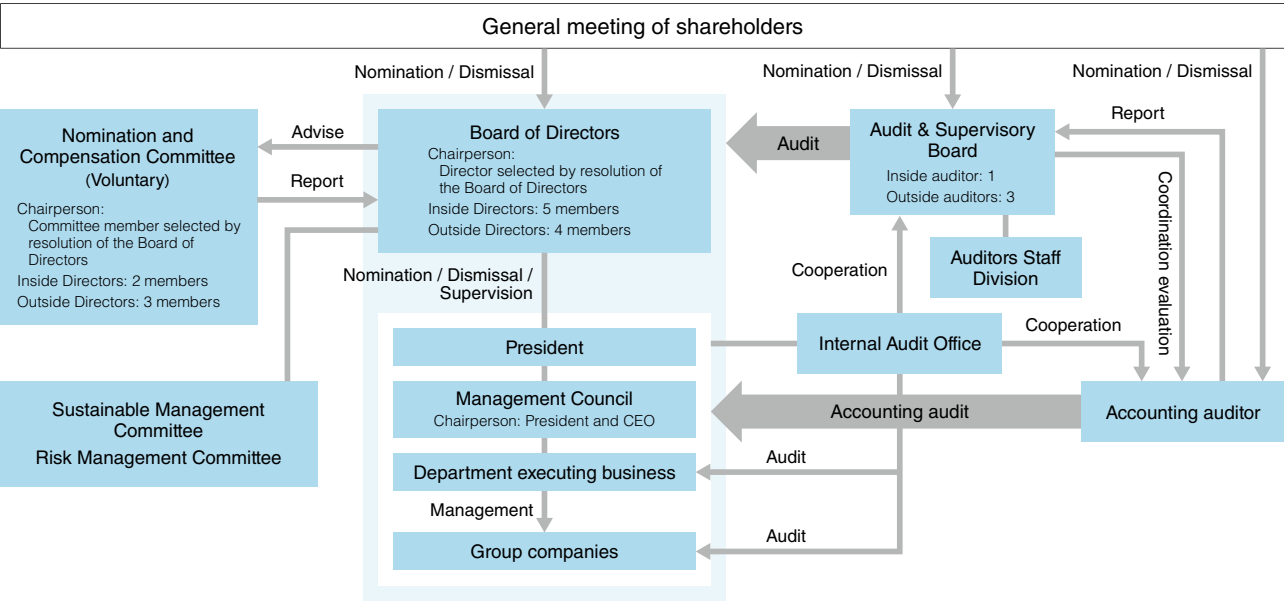 General meeting of shareholders
Nomination / Dismissal
Nomination / Dismissal
Nomination / Dismissal
Nomination and
Compensation Committee
(Voluntary)
Chairperson:
Committee member selected by
resolution of the Board of
Directors
Inside Directors: 2 members
Outside Directors: 3 members
Advise
Report
Board of Directors
Chairperson:
Director selected by resolution of
the Board of Directors
Inside Directors: 5 members
Outside Directors: 4 members
Audit
Audit & Supervisory
Board
Inside auditor: 1
Outside auditors: 3
Report
Coordination evaluation
Auditors Staff
Division
Cooperation
Nomination / Dismissal /
Supervision
President
Internal Audit Office
Cooperation
Sustainable Management
Committee
Risk Management Committee
Management Council
Chairperson: President and CEO
Accounting audit
Accounting auditor
Department executing business
Audit
Management
Group companies
Audit